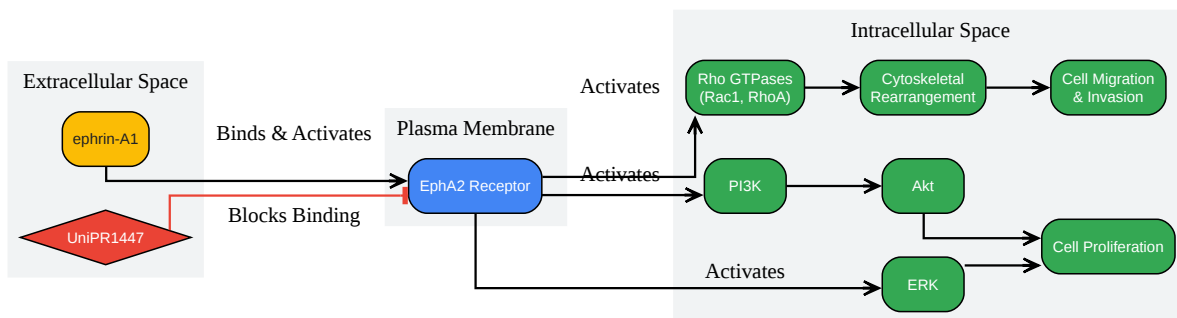 Extracellular Space
ephrin-A1
UniPR1447
Binds & Activates
Blocks Binding
Plasma Membrane
EphA2 Receptor
Intracellular Space
Activates
Rho GTPases
(Rac1, RhoA)
Cytoskeletal
Rearrangement
Cell Migration
& Invasion
Activates
PI3K
Akt
Cell Proliferation
Activates
ERK